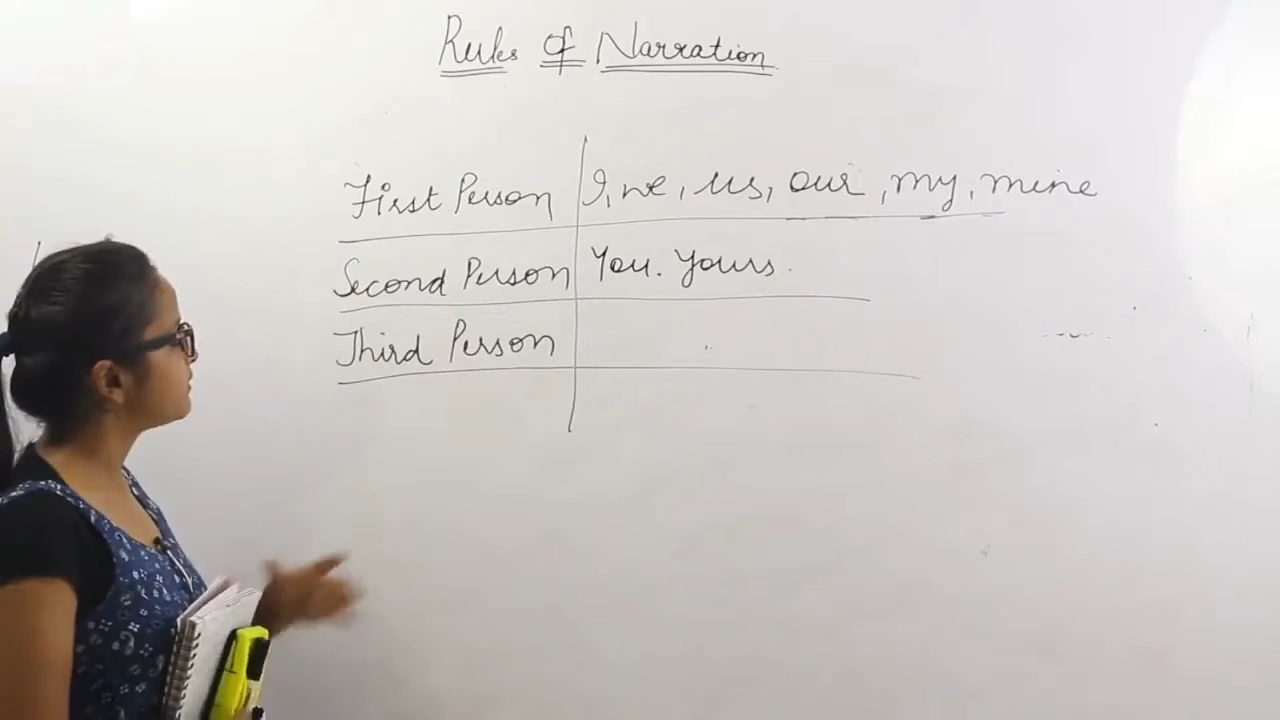 Rules of Narration
First Person I, we, us, our, my, mine
Second Person You. Yours.
Third Person